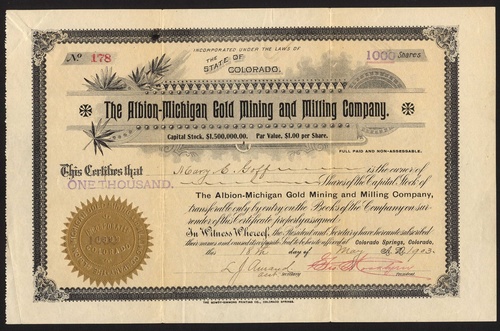 INCORPORATED UNDER THE LAWS OF
THE STATE OF
COLORADO.
No 178
1000 Shares
The Albion-Michigan Gold Mining and Milling Company.
Capital Stock, $1,500,000.00. Par Value, $1.00 per Share.
FULL PAID AND NON-ASSESSABLE.
This Certifies that Mary C. Goff is the owner of
ONE THOUSAND. Shares of the Capital Stock of
The Albion-Michigan Gold Mining and Milling Company,
transferable only by entry on the Books of the Company on sur-
render of this Certificate properly assigned.
In Witness Whereof, the President and Secretary have hereunto subscribed
their names and caused the corporate Seal to be hereto affixed at Colorado Springs, Colorado,
this 18th day of May A.D. 1903.
Secretary
President